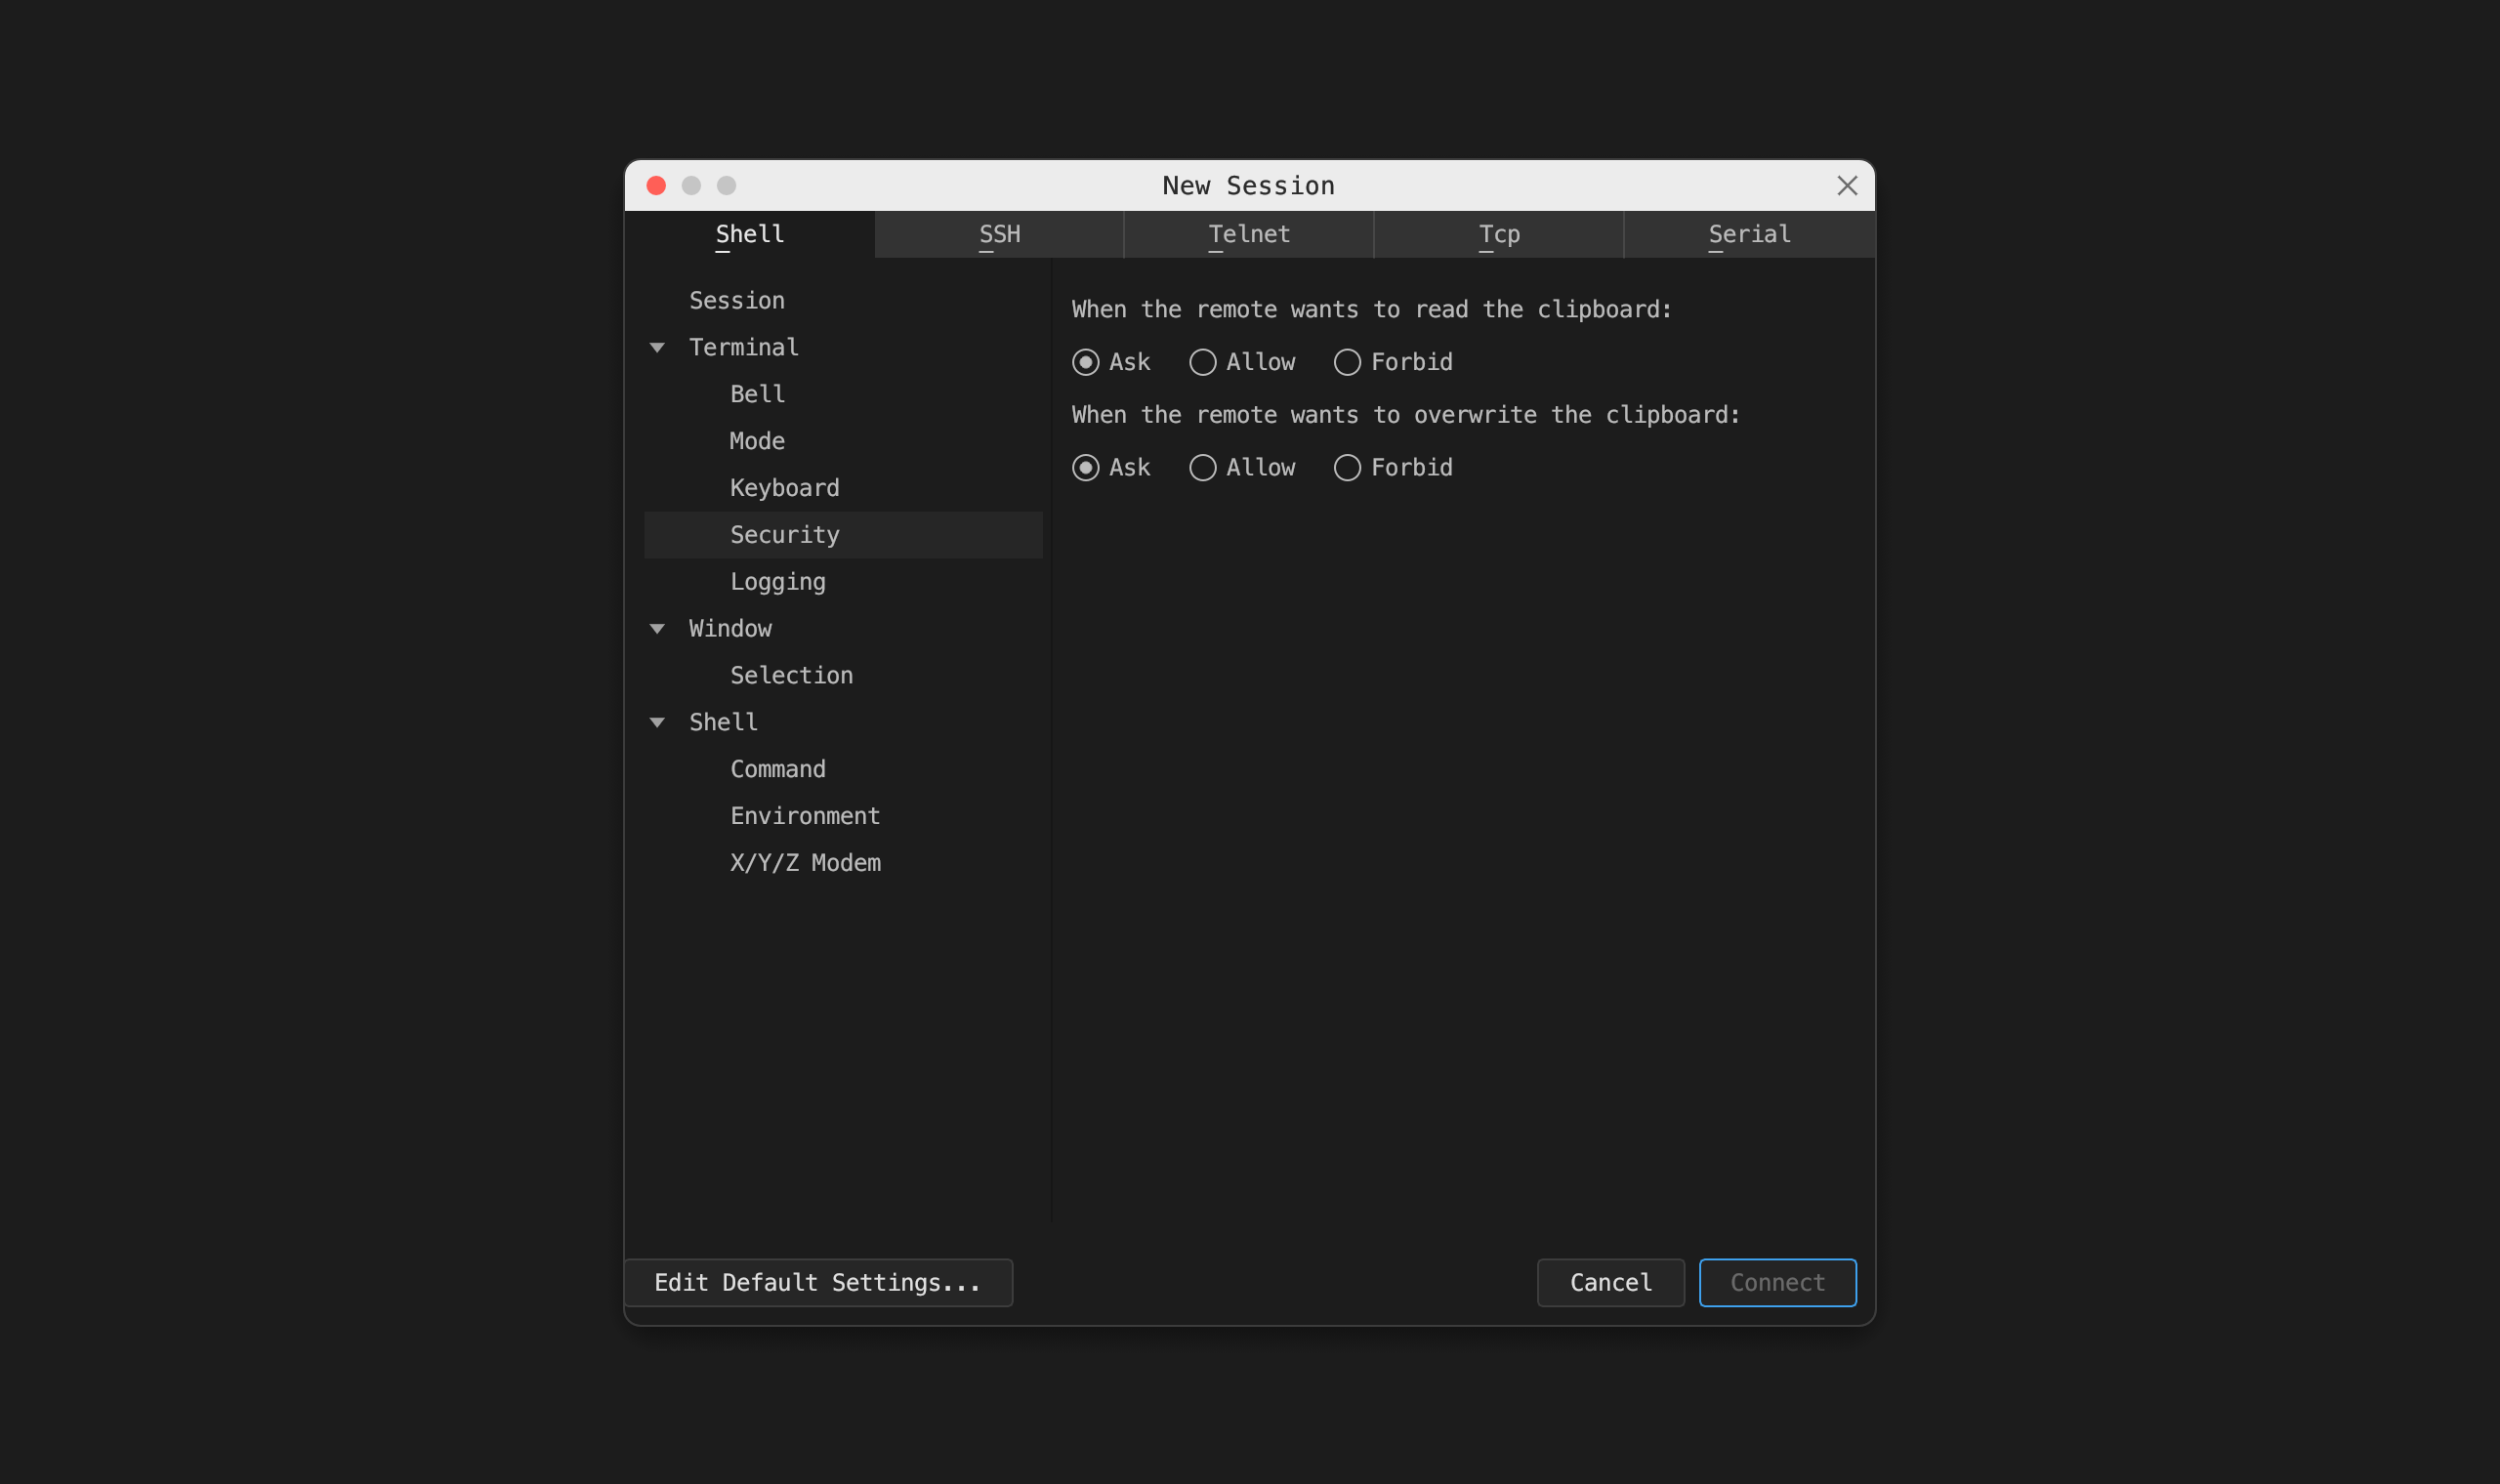 New Session
Shell SSH Telnet Tcp Serial
Session
Terminal
Bell
Mode
Keyboard
Security
Logging
Window
Selection
Shell
Command
Environment
X/Y/Z Modem
When the remote wants to read the clipboard:
Ask Allow Forbid
When the remote wants to overwrite the clipboard:
Ask Allow Forbid
Edit Default Settings... Cancel Connect